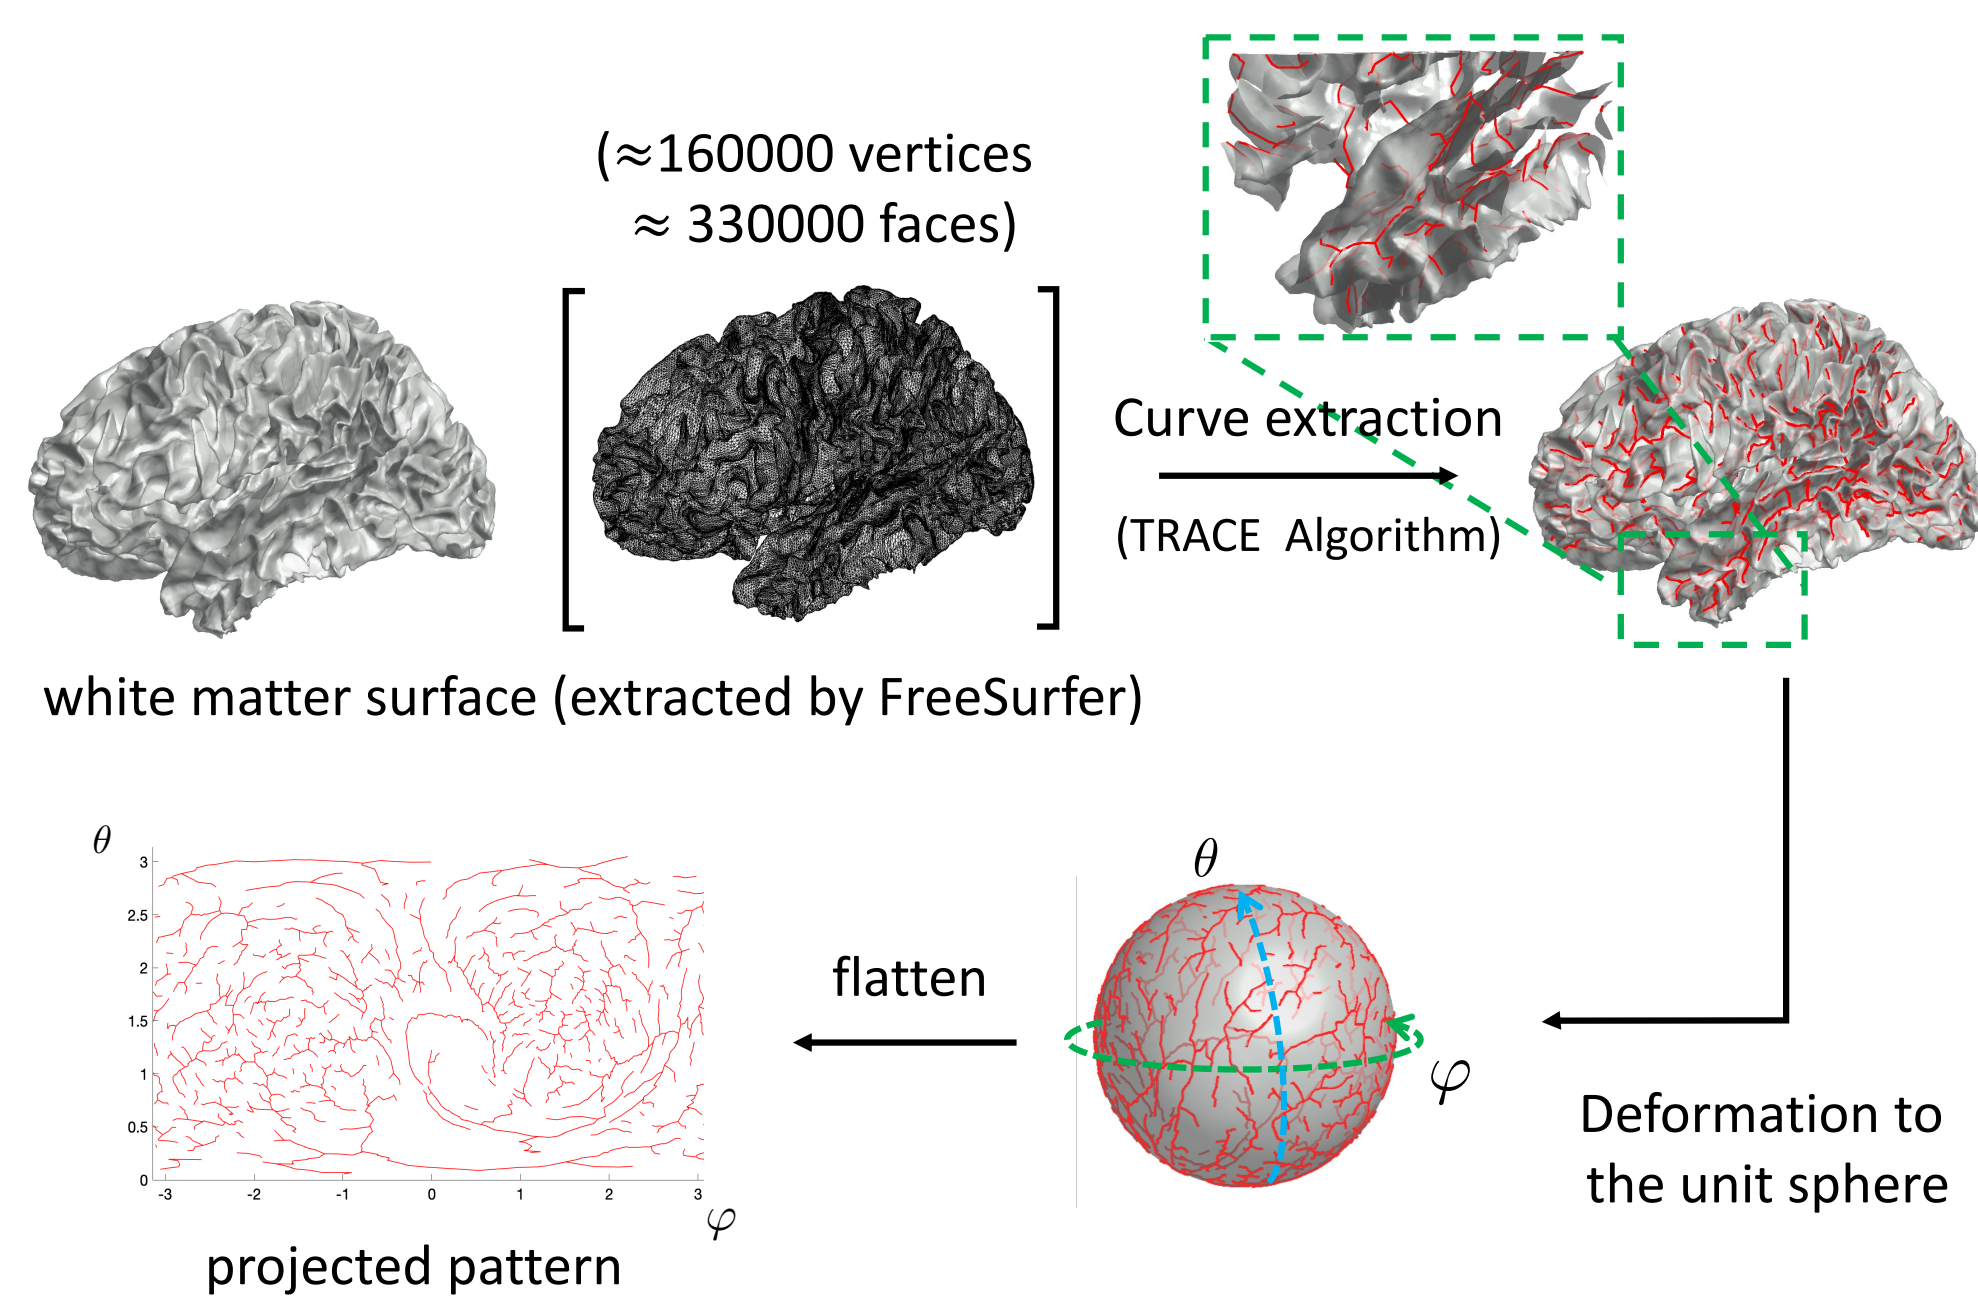 (≈160000 vertices
≈ 330000 faces)
Curve extraction
(TRACE Algorithm)
white matter surface (extracted by FreeSurfer)
θ
3
2.5
2
1.5
1
0.5
0
-3 -2 -1 0 1 2 3
φ
projected pattern
flatten
θ
φ
Deformation to
the unit sphere